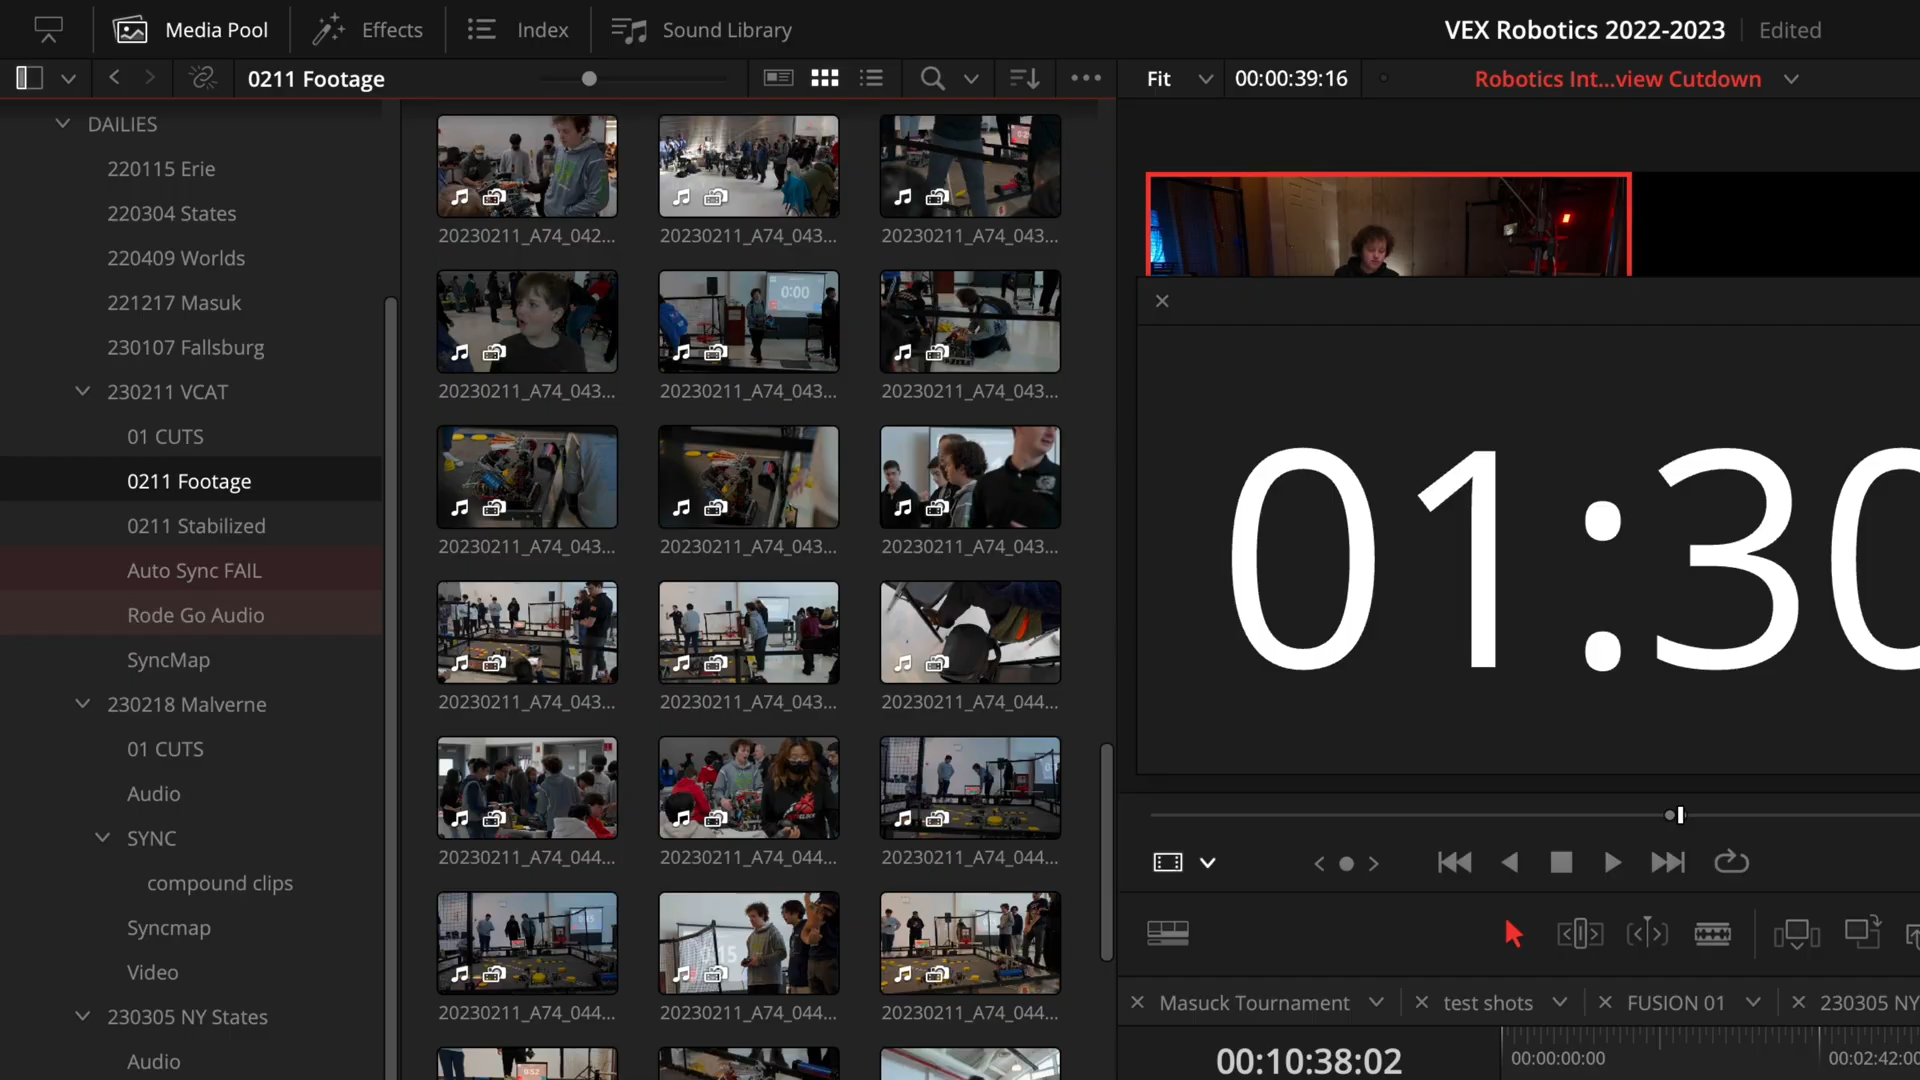 Media Pool
Effects
Index
Sound Library
VEX Robotics 2022-2023
Edited
0211 Footage
Fit
00:00:39:16
Robotics Int...view Cutdown
DAILIES
220115 Erie
220304 States
220409 Worlds
221217 Masuk
230107 Fallsburg
230211 VCAT
01 CUTS
0211 Footage
0211 Stabilized
Auto Sync FAIL
Rode Go Audio
SyncMap
230218 Malverne
01 CUTS
Audio
SYNC
compound clips
Syncmap
Video
230305 NY States
Audio
20230211_A74_042...
20230211_A74_043...
20230211_A74_043...
0:00
20230211_A74_043...
20230211_A74_043...
20230211_A74_043...
20230211_A74_043...
20230211_A74_043...
20230211_A74_043...
20230211_A74_043...
20230211_A74_043...
20230211_A74_044...
20230211_A74_044...
20230211_A74_044...
20230211_A74_044...
20230211_A74_044...
20230211_A74_044...
20230211_A74_044...
01:30
Masuck Tournament
test shots
FUSION 01
230305 NY
00:10:38:02
00:00:00:00
00:02:42:00